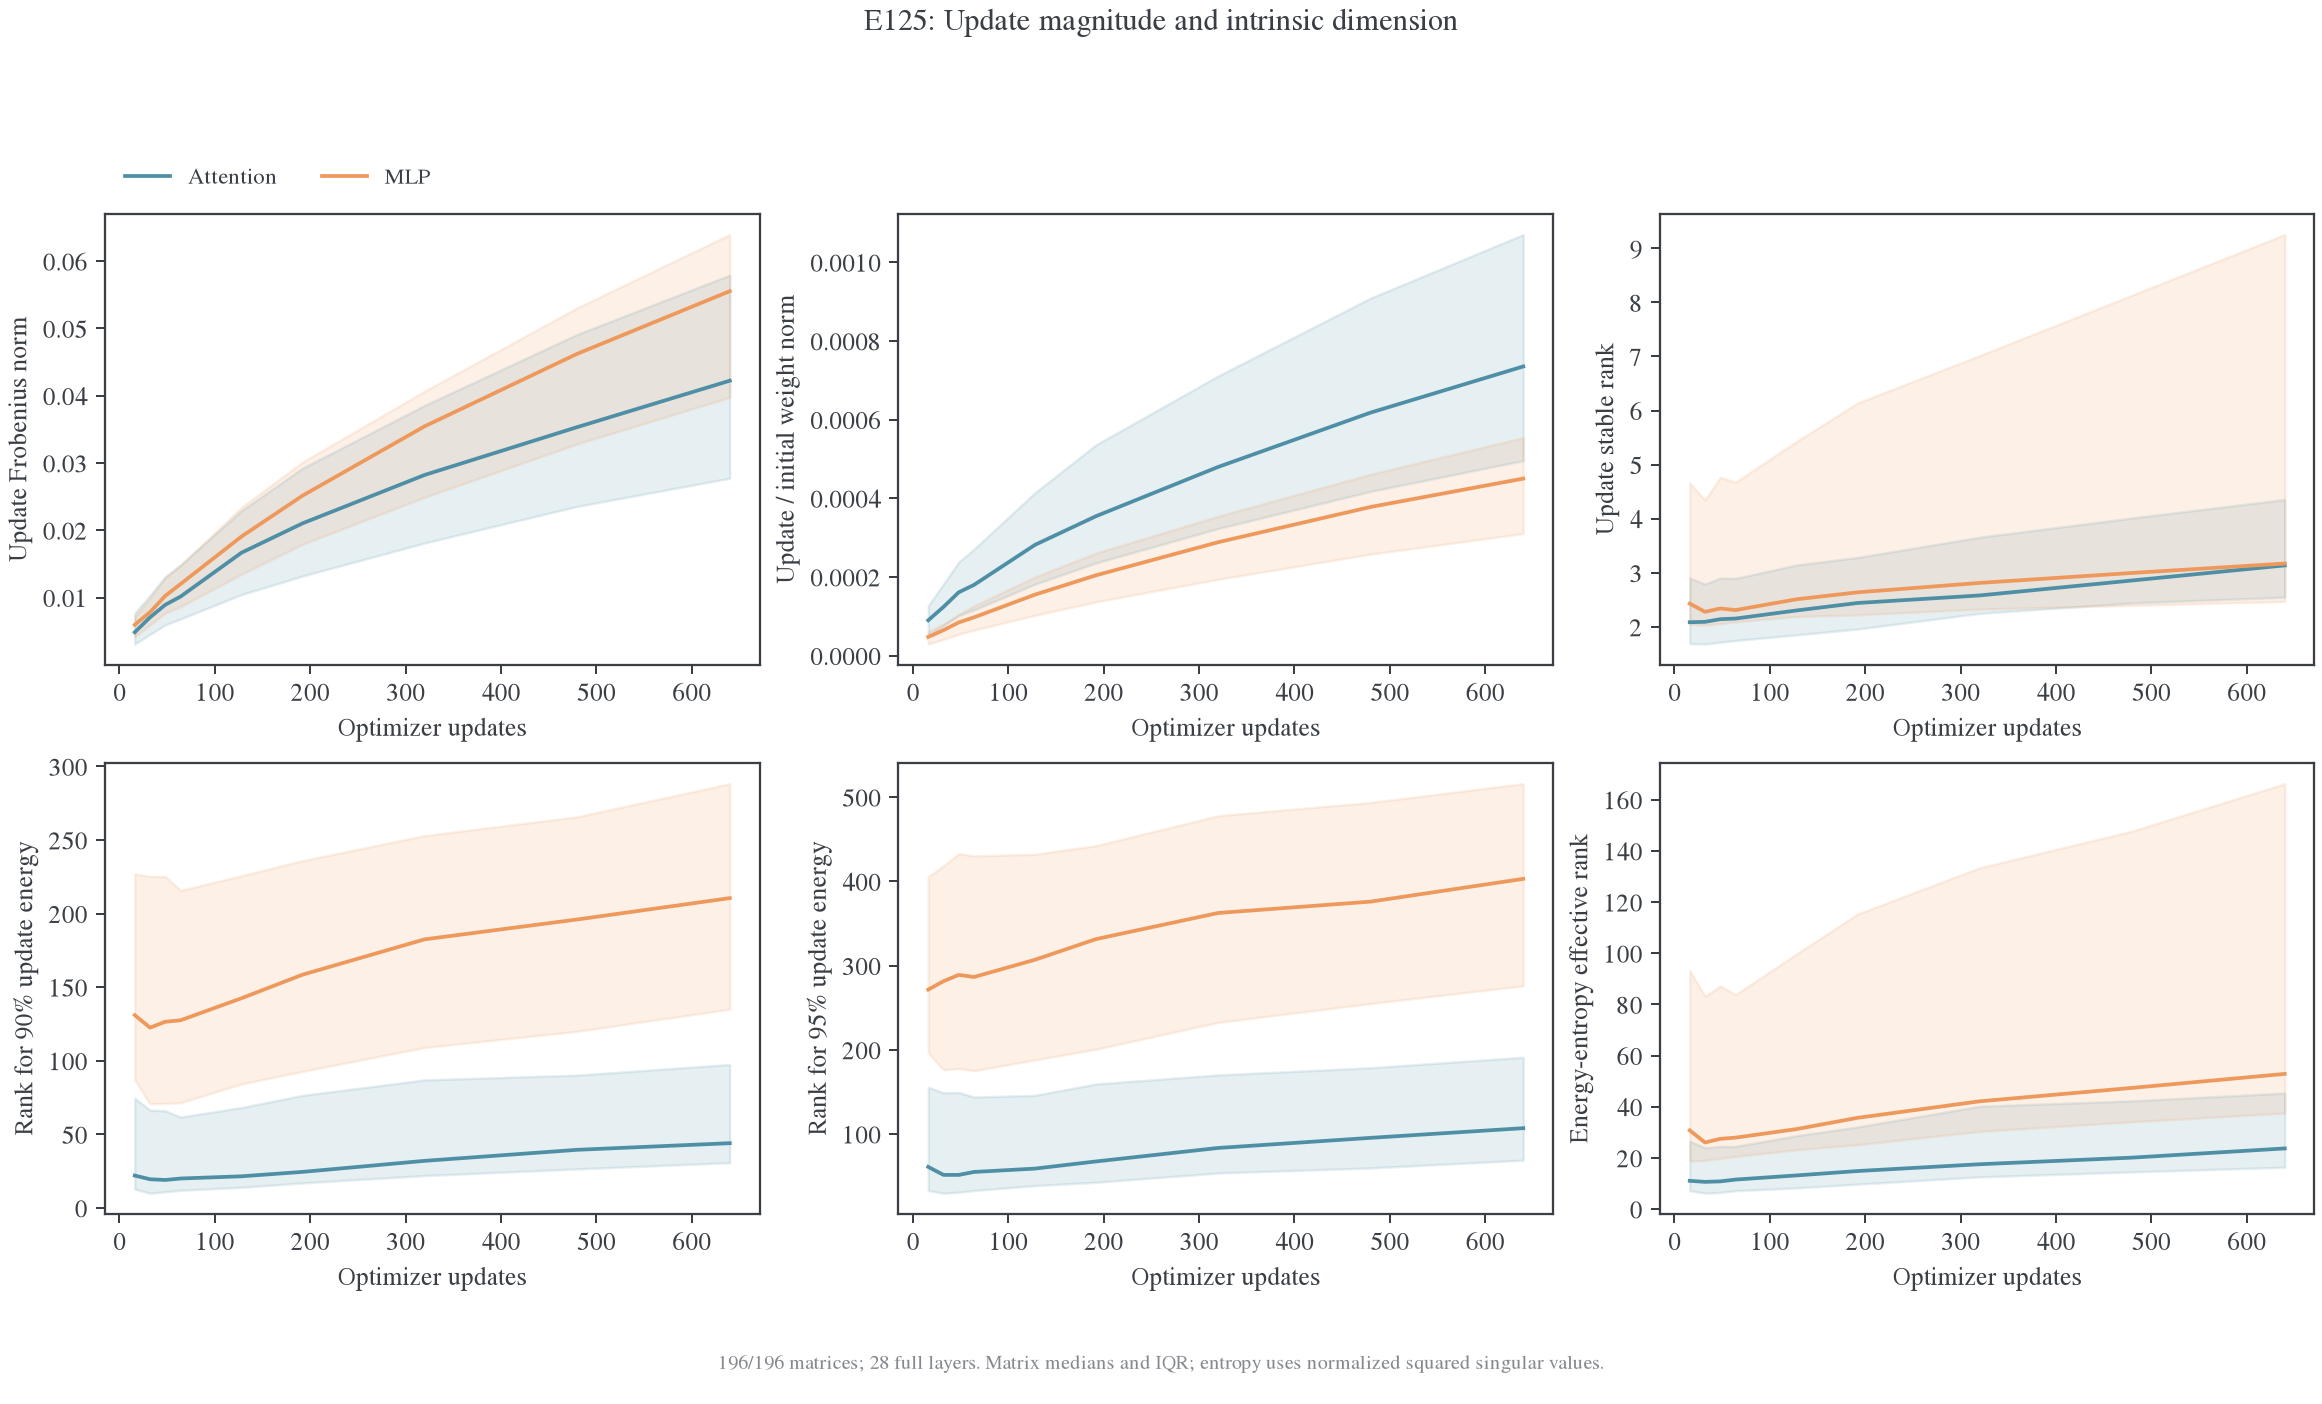 E125: Update magnitude and intrinsic dimension
Attention
MLP
Update Frobenius norm
0.06
0.05
0.04
0.03
0.02
0.01
0 100 200 300 400 500 600
Optimizer updates
Update / initial weight norm
0.0010
0.0008
0.0006
0.0004
0.0002
0.0000
0 100 200 300 400 500 600
Optimizer updates
Update stable rank
9
8
7
6
5
4
3
2
0 100 200 300 400 500 600
Optimizer updates
Rank for 90% update energy
300
250
200
150
100
50
0
0 100 200 300 400 500 600
Optimizer updates
Rank for 95% update energy
500
400
300
200
100
0 100 200 300 400 500 600
Optimizer updates
Energy-entropy effective rank
160
140
120
100
80
60
40
20
0
0 100 200 300 400 500 600
Optimizer updates
196/196 matrices; 28 full layers. Matrix medians and IQR; entropy uses normalized squared singular values.